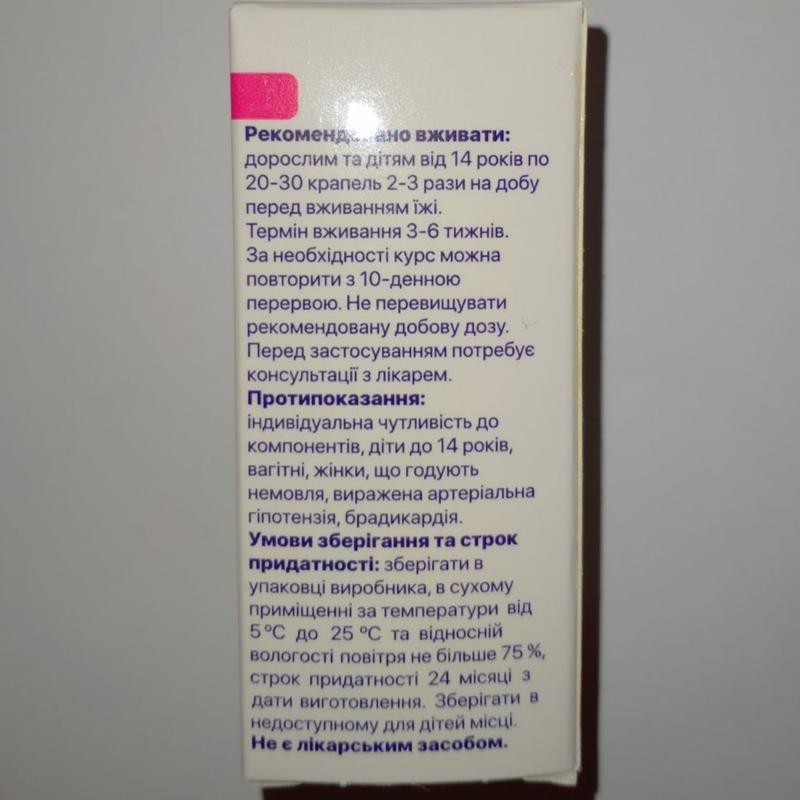 Рекомендовано вживати:
дорослим та дітям від 14 років по
20-30 крапель 2-3 рази на добу
перед вживанням їжі.
Термін вживання 3-6 тижнів.
За необхідності курс можна
повторити з 10-денною
перервою. Не перевищувати
рекомендовану добову дозу.
Перед застосуванням потребує
консультації з лікарем.
Протипоказання:
індивідуальна чутливість до
компонентів, діти до 14 років,
вагітні, жінки, що годують
немовля, виражена артеріальна
гіпотензія, брадикардія.
Умови зберігання та строк
придатності: зберігати в
упаковці виробника, в сухому
приміщенні за температури від
5 °С до 25 °С та відносній
вологості повітря не більше 75 %,
строк придатності 24 місяці з
дати виготовлення. Зберігати в
недоступному для дітей місці.
Не є лікарським засобом.